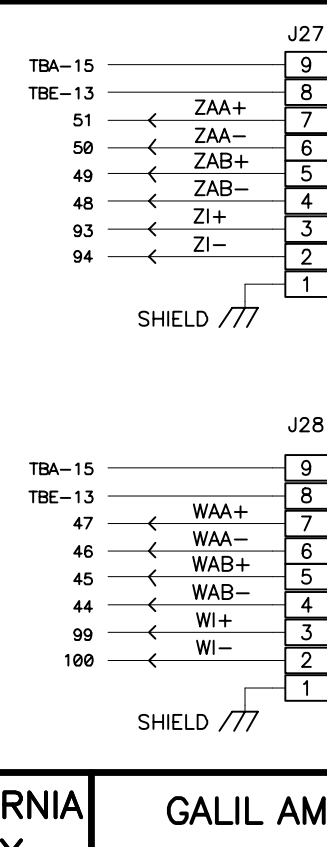 J27
TBA-15 9
TBE-13 8
51 ZAA+ 7
50 ZAA- 6
49 ZAB+ 5
48 ZAB- 4
93 ZI+ 3
94 ZI- 2
1
SHIELD
J28
TBA-15 9
TBE-13 8
47 WAA+ 7
46 WAA- 6
45 WAB+ 5
44 WAB- 4
99 WI+ 3
100 WI- 2
1
SHIELD
RNIA GALIL AM